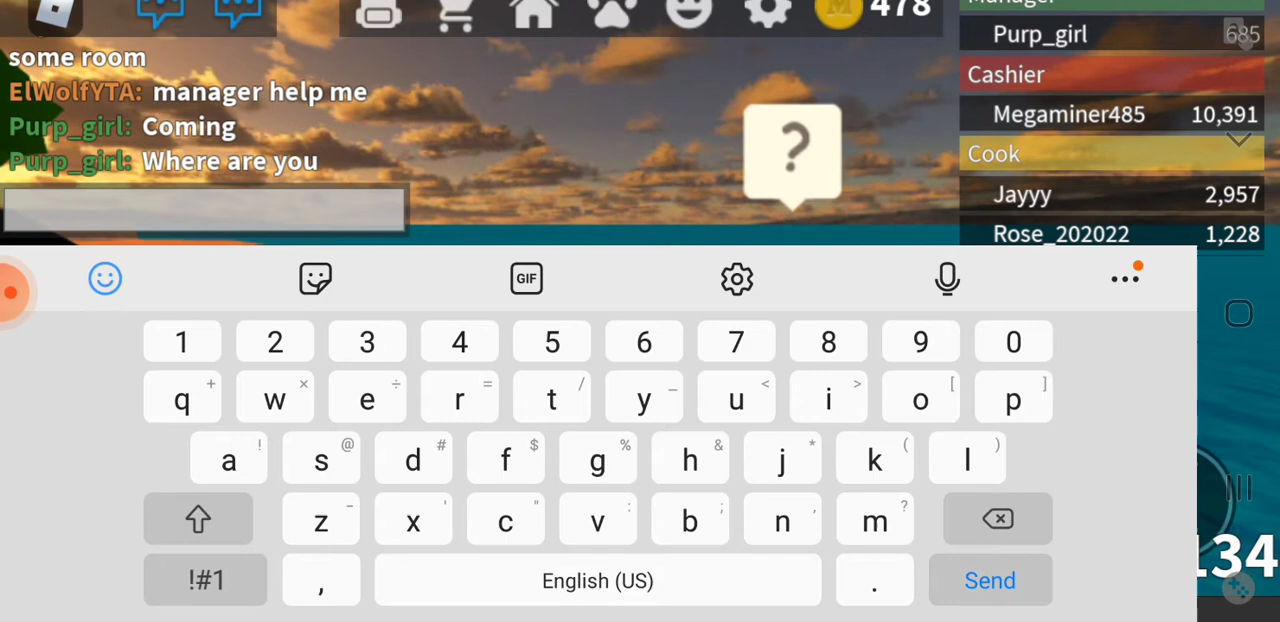 478
Manager
some room
ElWolfYTA: manager help me
Purp_girl: Coming
Purp_girl: Where are you
?
Purp_girl 685
Cashier
Megaminer485 10,391
Cook
Jayyy 2,957
Rose_202022 1,228
GIF
1 2 3 4 5 6 7 8 9 0
q + w × e ÷ r = t / y _ u < i > o [ p ]
a ! s @ d # f $ g % h & j * k ( l )
z - x ' c " v : b ; n , m ?
!#1 , English (US) . Send
134